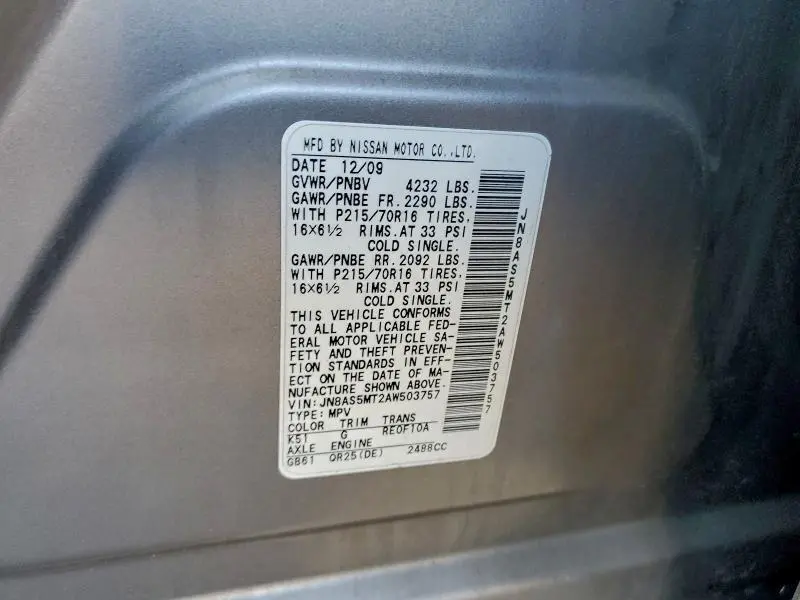 MFD BY NISSAN MOTOR CO.,LTD.
DATE 12/09
GVWR/PNBV 4232 LBS.
GAWR/PNBE FR. 2290 LBS.
WITH P215/70R16 TIRES.
16X6½ RIMS. AT 33 PSI
COLD SINGLE.
GAWR/PNBE RR. 2092 LBS.
WITH P215/70R16 TIRES.
16X6½ RIMS. AT 33 PSI
COLD SINGLE.
THIS VEHICLE CONFORMS
TO ALL APPLICABLE FED-
ERAL MOTOR VEHICLE SA-
FETY AND THEFT PREVEN-
TION STANDARDS IN EFF-
ECT ON THE DATE OF MA-
NUFACTURE SHOWN ABOVE.
VIN: JN8AS5MT2AW503757
TYPE: MPV
COLOR TRIM TRANS
K51 G RE0F10A
AXLE ENGINE
GB61 QR25(DE) 2488CC
JN8AS5MT2AW503757